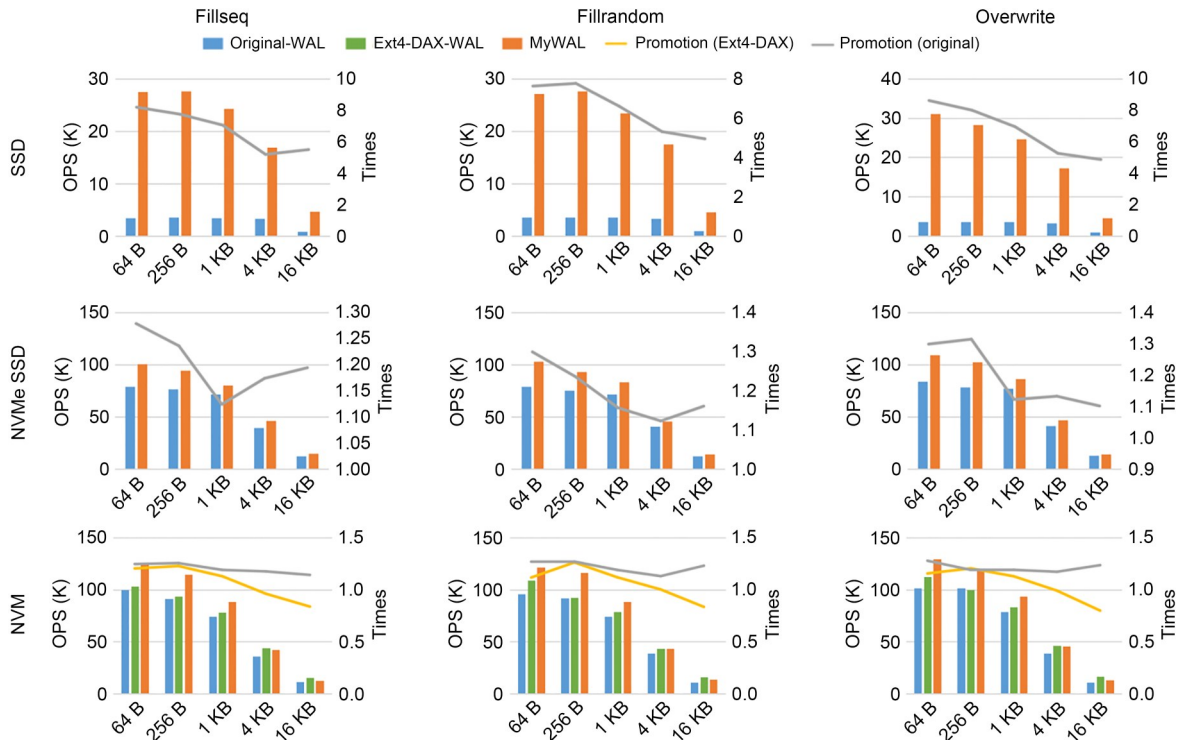 Fillseq Fillrandom Overwrite
Original-WAL Ext4-DAX-WAL MyWAL Promotion (Ext4-DAX) Promotion (original)
SSD
OPS (K)
30
20
10
0
10
8
6
4
2
0
Times
64 B 256 B 1 KB 4 KB 16 KB
OPS (K)
30
20
10
0
8
6
4
2
0
Times
64 B 256 B 1 KB 4 KB 16 KB
OPS (K)
40
30
20
10
0
10
8
6
4
2
0
Times
64 B 256 B 1 KB 4 KB 16 KB
NVMe SSD
OPS (K)
150
100
50
0
1.30
1.25
1.20
1.15
1.10
1.05
1.00
Times
64 B 256 B 1 KB 4 KB 16 KB
OPS (K)
150
100
50
0
1.4
1.3
1.2
1.1
1.0
Times
64 B 256 B 1 KB 4 KB 16 KB
OPS (K)
150
100
50
0
1.4
1.3
1.2
1.1
1.0
0.9
Times
64 B 256 B 1 KB 4 KB 16 KB
NVM
OPS (K)
150
100
50
0
1.5
1.0
0.5
0.0
Times
64 B 256 B 1 KB 4 KB 16 KB
OPS (K)
150
100
50
0
1.5
1.0
0.5
0.0
Times
64 B 256 B 1 KB 4 KB 16 KB
OPS (K)
150
100
50
0
1.5
1.0
0.5
0.0
Times
64 B 256 B 1 KB 4 KB 16 KB